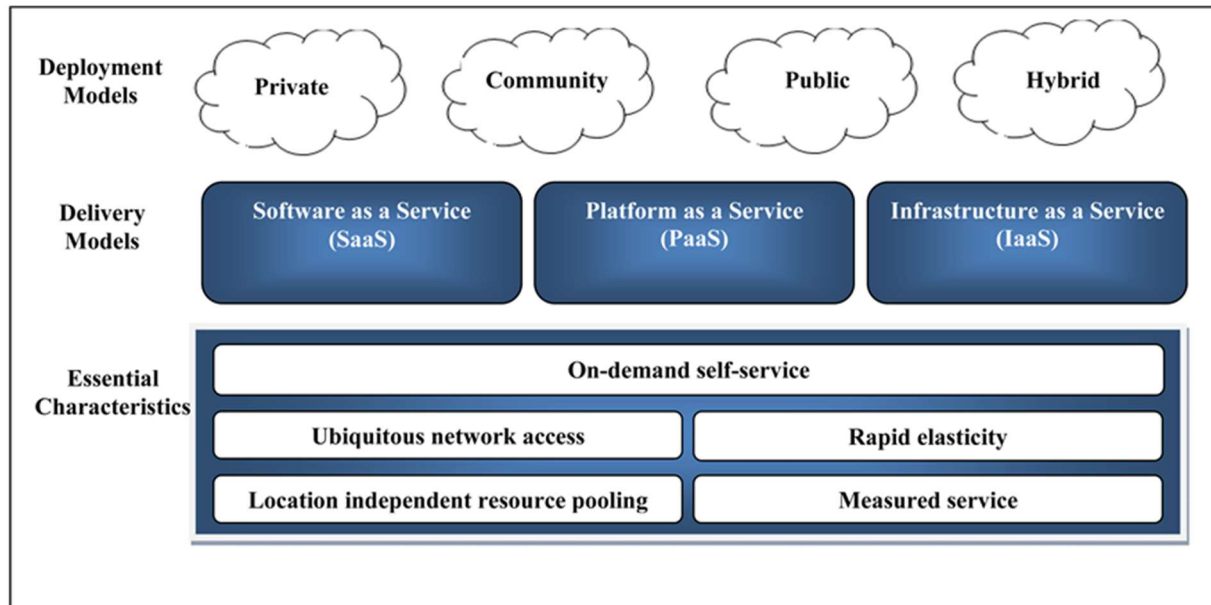 Deployment
Models
Private
Community
Public
Hybrid
Delivery
Models
Software as a Service
(SaaS)
Platform as a Service
(PaaS)
Infrastructure as a Service
(IaaS)
Essential
Characteristics
On-demand self-service
Ubiquitous network access
Rapid elasticity
Location independent resource pooling
Measured service